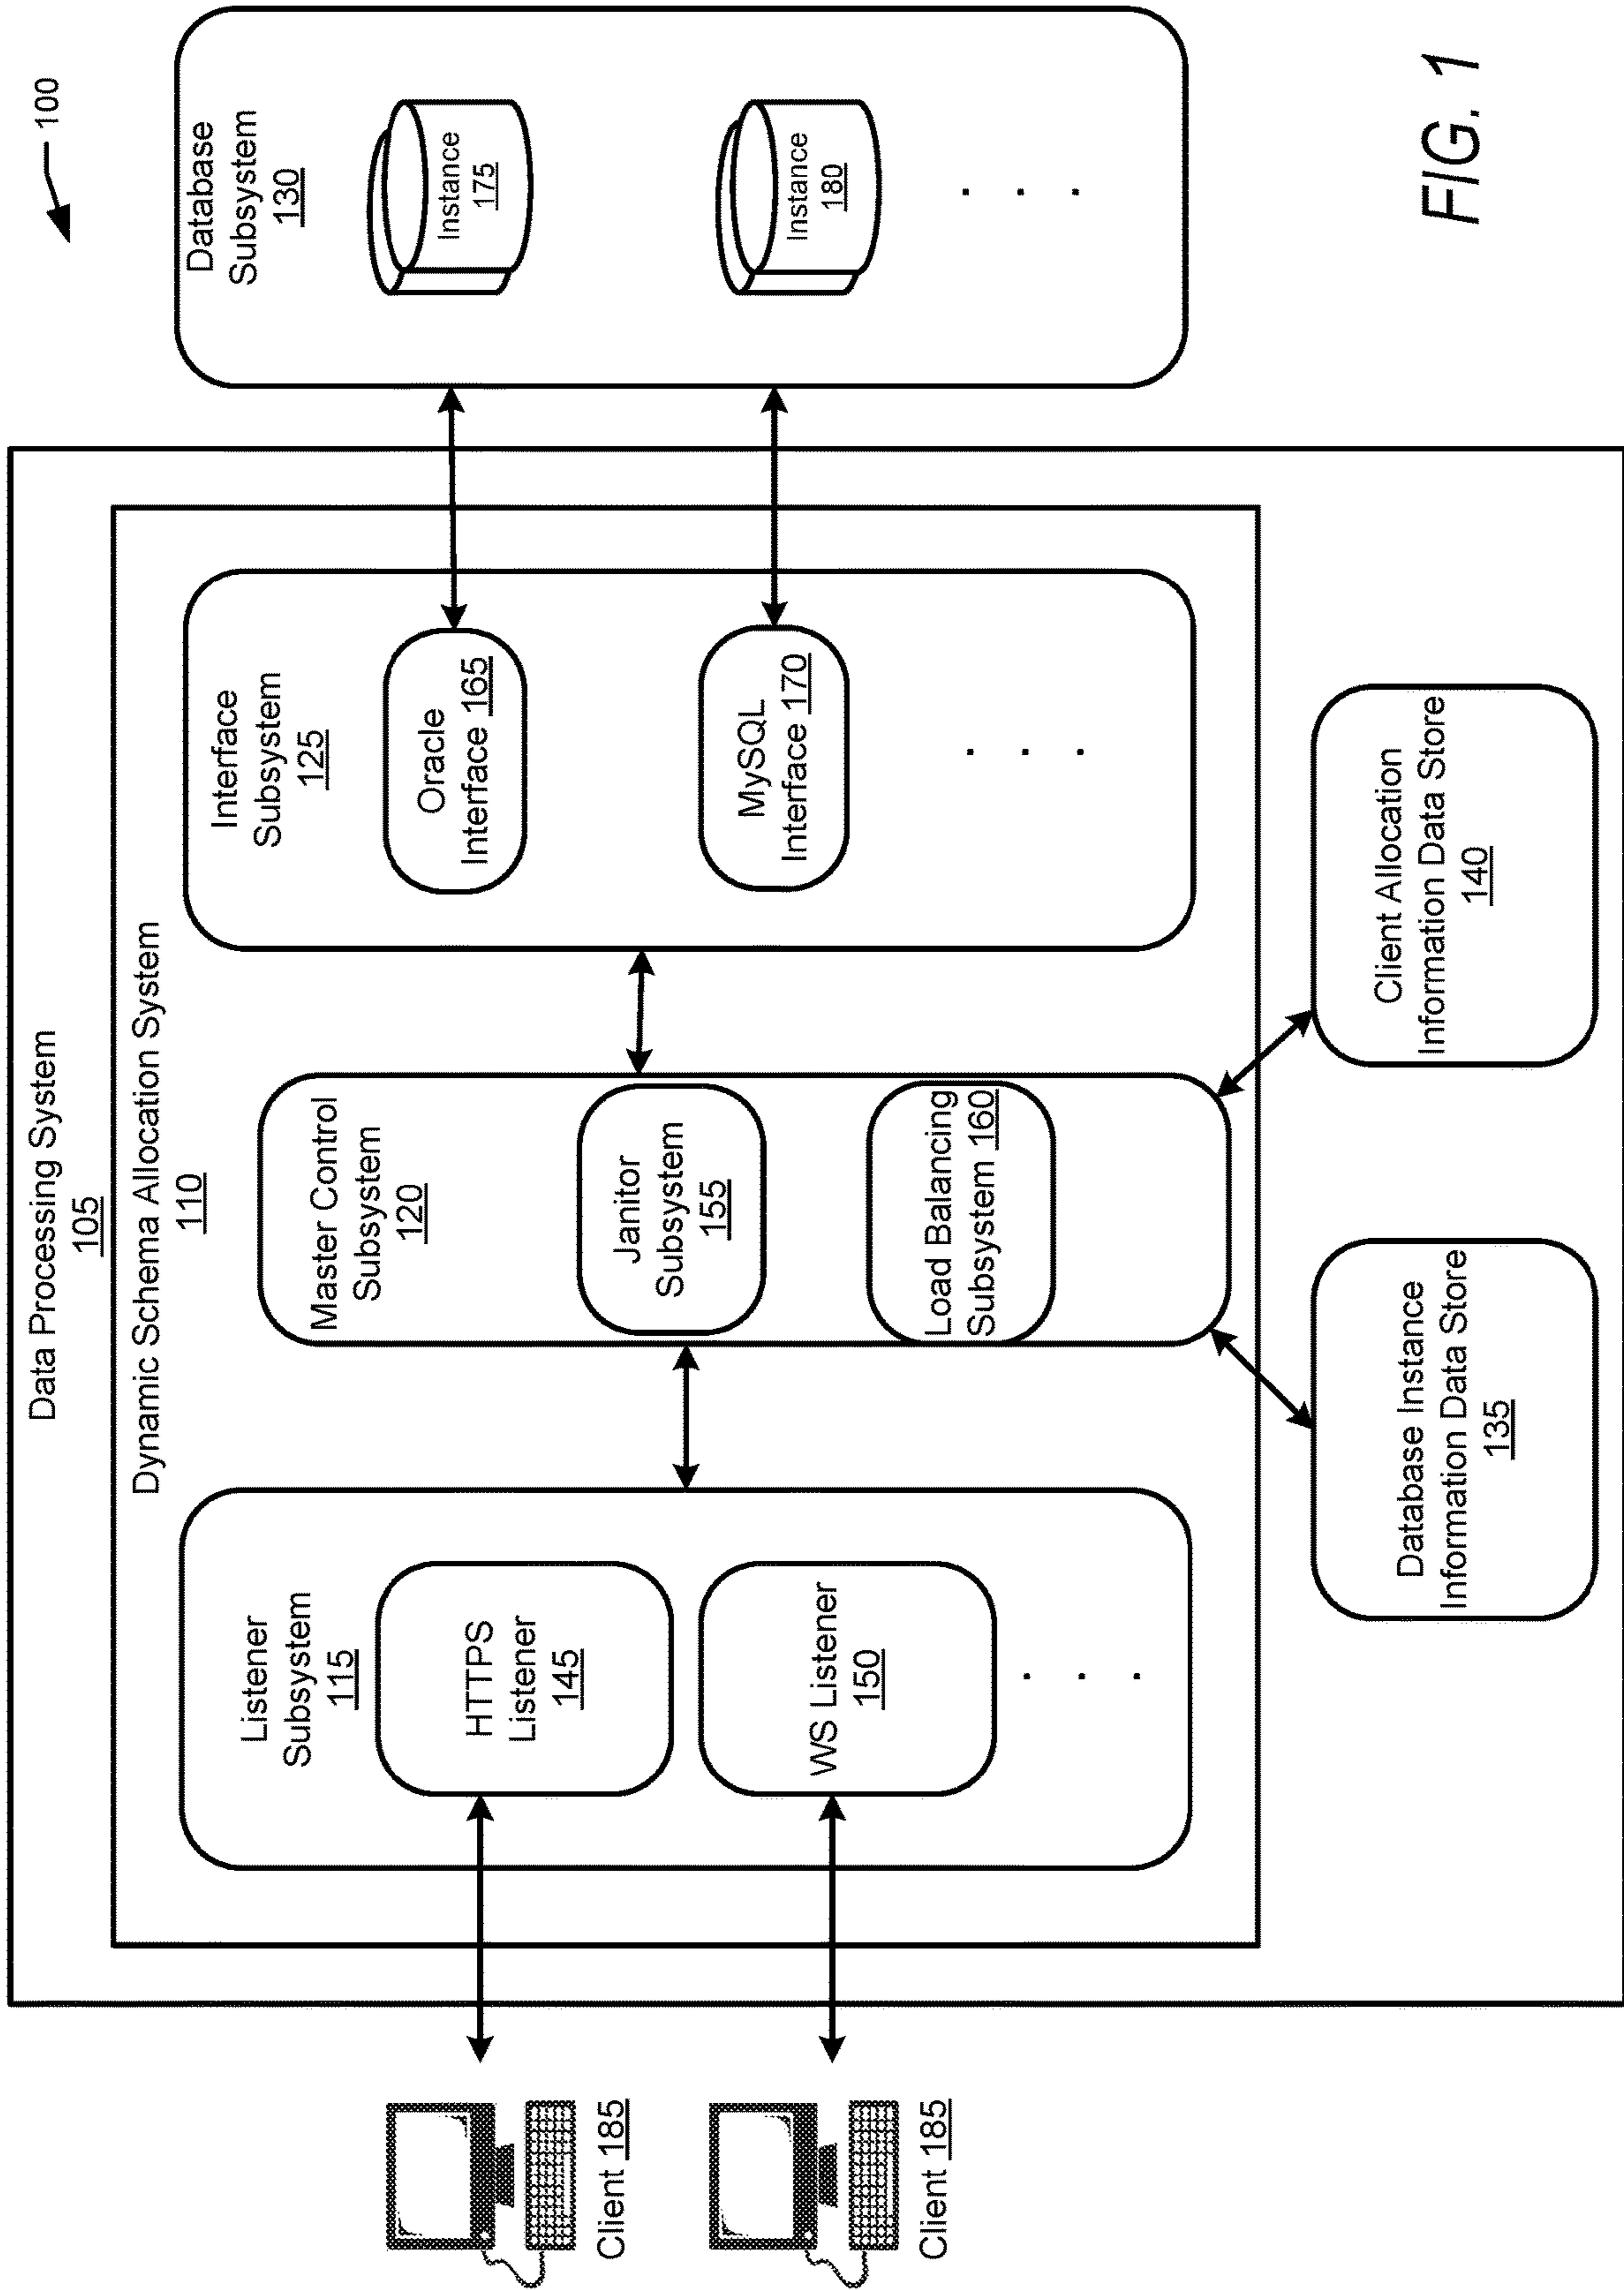 100
Data Processing System
105
Dynamic Schema Allocation System
110
Client 185
Client 185
Listener
Subsystem
115
HTTPS
Listener
145
WS Listener
150
. . .
Master Control
Subsystem
120
Janitor
Subsystem
155
Load Balancing
Subsystem 160
Interface
Subsystem
125
Oracle
Interface 165
MySQL
Interface 170
. . .
Database
Subsystem
130
Instance
175
Instance
180
. . .
Database Instance
Information Data Store
135
Client Allocation
Information Data Store
140
FIG. 1